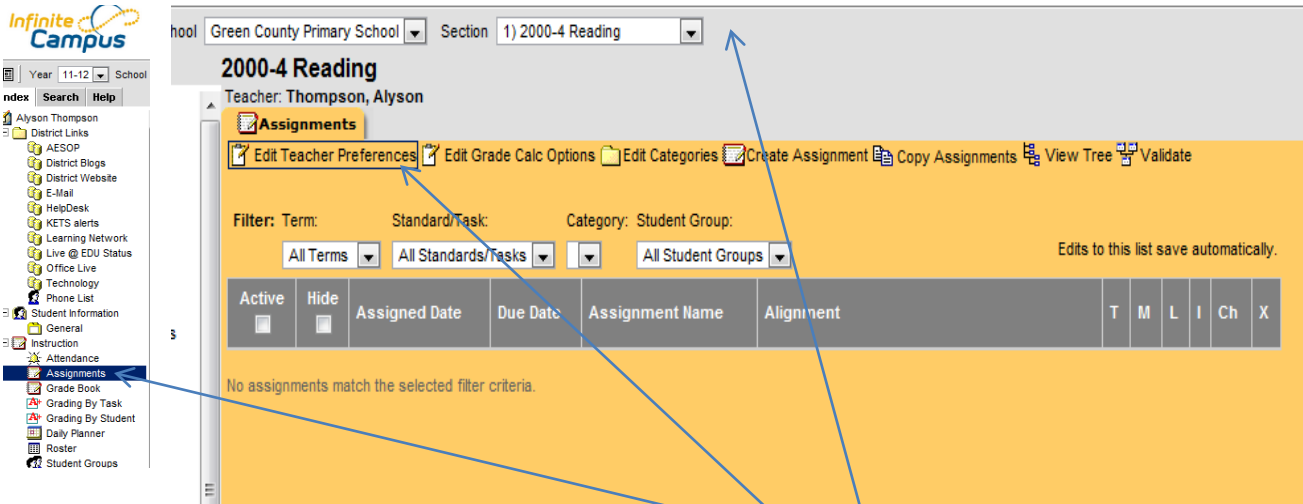 Infinite
Campus
Year 11-12 School
ndex Search Help
Alyson Thompson
District Links
AESOP
District Blogs
District Website
E-Mail
HelpDesk
KETS alerts
Learning Network
Live @ EDU Status
Office Live
Technology
Phone List
Student Information
General
Instruction
Attendance
Assignments
Grade Book
Grading By Task
Grading By Student
Daily Planner
Roster
Student Groups
hool Green County Primary School Section 1) 2000-4 Reading
2000-4 Reading
Teacher: Thompson, Alyson
Assignments
Edit Teacher Preferences Edit Grade Calc Options Edit Categories Create Assignment Copy Assignments View Tree Validate
Filter: Term: Standard/Task: Category: Student Group:
All Terms All Standards/Tasks All Student Groups Edits to this list save automatically.
Active Hide Assigned Date Due Date Assignment Name Alignment T M L I Ch X
s
No assignments match the selected filter criteria.